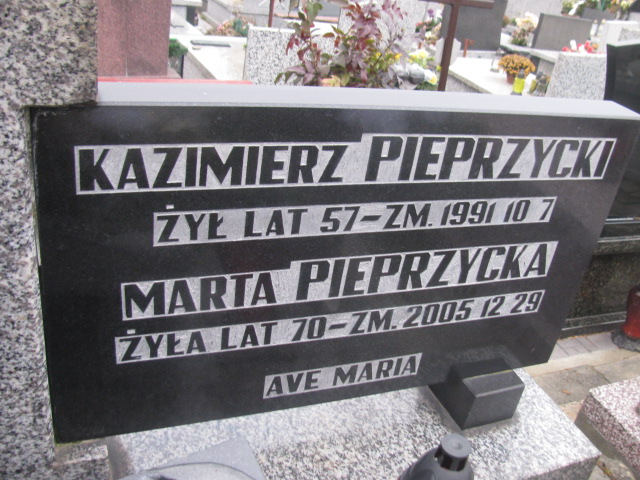 KAZIMIERZ PIEPRZYCKI
ŻYŁ LAT 57-ZM. 1991 10 7
MARTA PIEPRZYCKA
ŻYŁA LAT 70-ZM. 2005 12 29
AVE MARIA